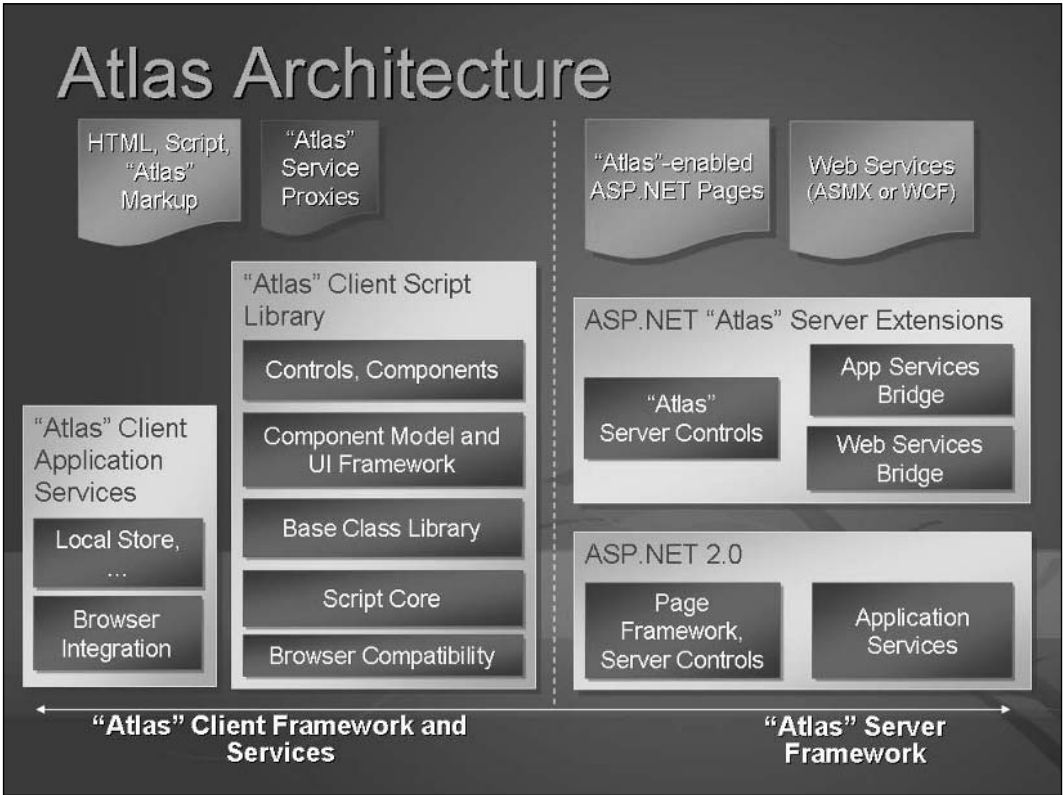 Atlas Architecture
HTML, Script,
“Atlas”
Markup
“Atlas”
Service
Proxies
“Atlas”-enabled
ASP.NET Pages
Web Services
(ASMX or WCF)
“Atlas” Client Application
Services
Local Store,
...
Browser
Integration
“Atlas” Client Script
Library
Controls, Components
Component Model and
UI Framework
Base Class Library
Script Core
Browser Compatibility
ASP.NET “Atlas” Server Extensions
“Atlas”
Server Controls
App Services
Bridge
Web Services
Bridge
ASP.NET 2.0
Page
Framework,
Server Controls
Application
Services
“Atlas” Client Framework and
Services
“Atlas” Server
Framework